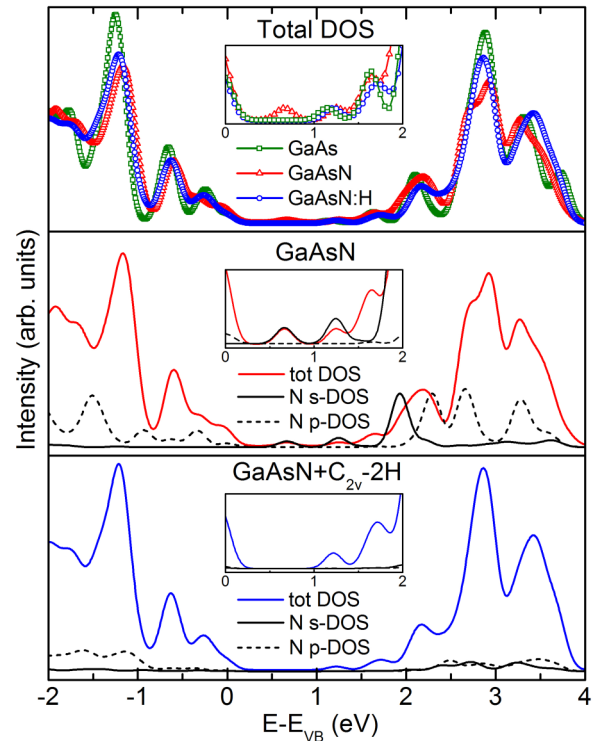 Total DOS
0 1 2
GaAs
GaAsN
GaAsN:H
GaAsN
0 1 2
tot DOS
N s-DOS
N p-DOS
GaAsN+C2v-2H
0 1 2
tot DOS
N s-DOS
N p-DOS
-2 -1 0 1 2 3 4
E-EVB (eV)
Intensity (arb. units)